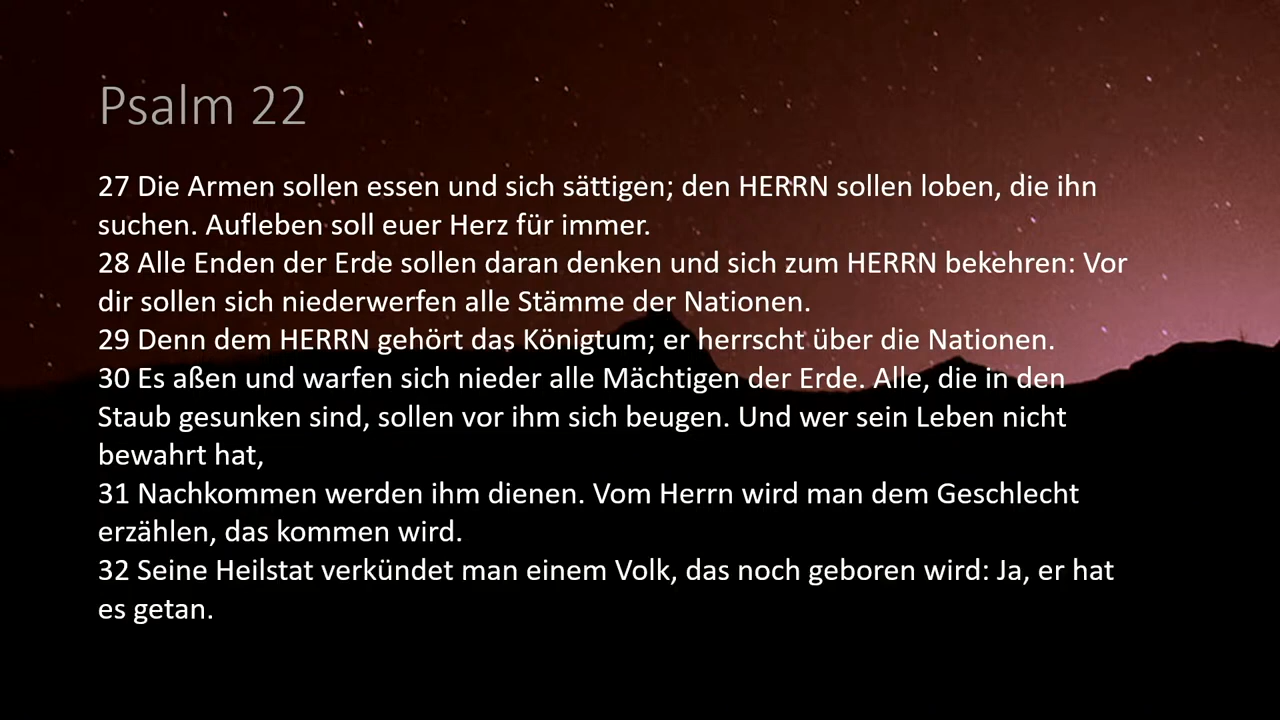 Psalm 22
27 Die Armen sollen essen und sich sättigen; den HERRN sollen loben, die ihn
suchen. Aufleben soll euer Herz für immer.
28 Alle Enden der Erde sollen daran denken und sich zum HERRN bekehren: Vor
dir sollen sich niederwerfen alle Stämme der Nationen.
29 Denn dem HERRN gehört das Königtum; er herrscht über die Nationen.
30 Es aßen und warfen sich nieder alle Mächtigen der Erde. Alle, die in den
Staub gesunken sind, sollen vor ihm sich beugen. Und wer sein Leben nicht
bewahrt hat,
31 Nachkommen werden ihm dienen. Vom Herrn wird man dem Geschlecht
erzählen, das kommen wird.
32 Seine Heilstat verkündet man einem Volk, das noch geboren wird: Ja, er hat
es getan.